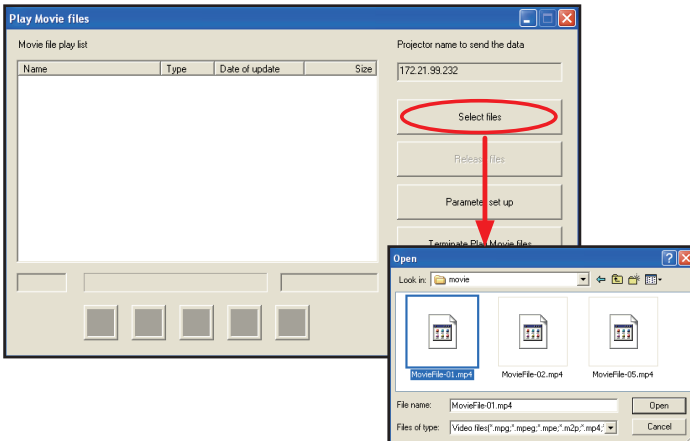 Play Movie files
Movie file play list
Projector name to send the data
Name Type Date of update Size
172.21.99.232
Select files
Release files
Parameter set up
Terminate Play Movie files
Open
Look in: movie
MovieFile-01.mp4 MovieFile-02.mp4 MovieFile-05.mp4
File name: MovieFile-01.mp4 Open
Files of type: Video files(*.mpg;*.mpeg;*.mpe;*.m2p;*.mp4; Cancel